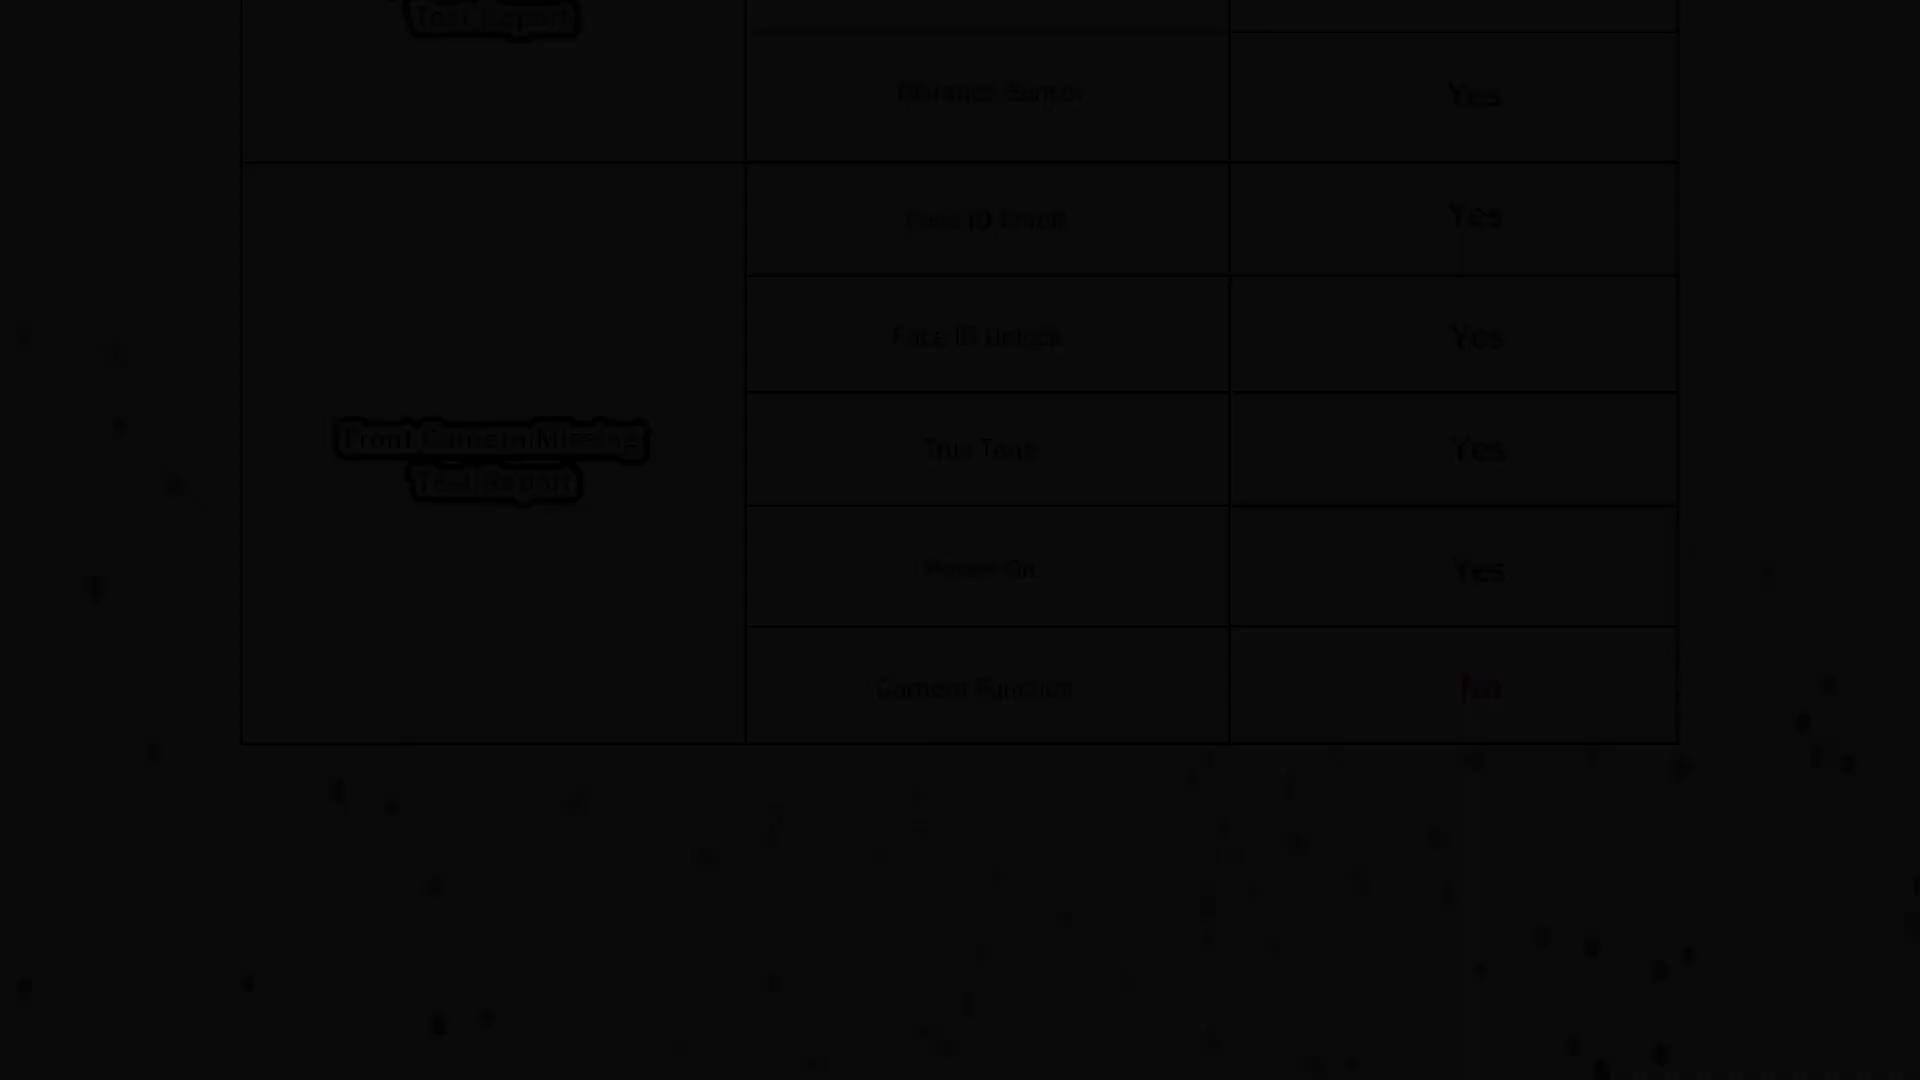 Test Report
Distance Sensor
Yes
Face ID Enroll
Yes
Face ID Unlock
Yes
Front Camera Missing
Test Report
True Tone
Yes
Power On
Yes
Camera Function
No